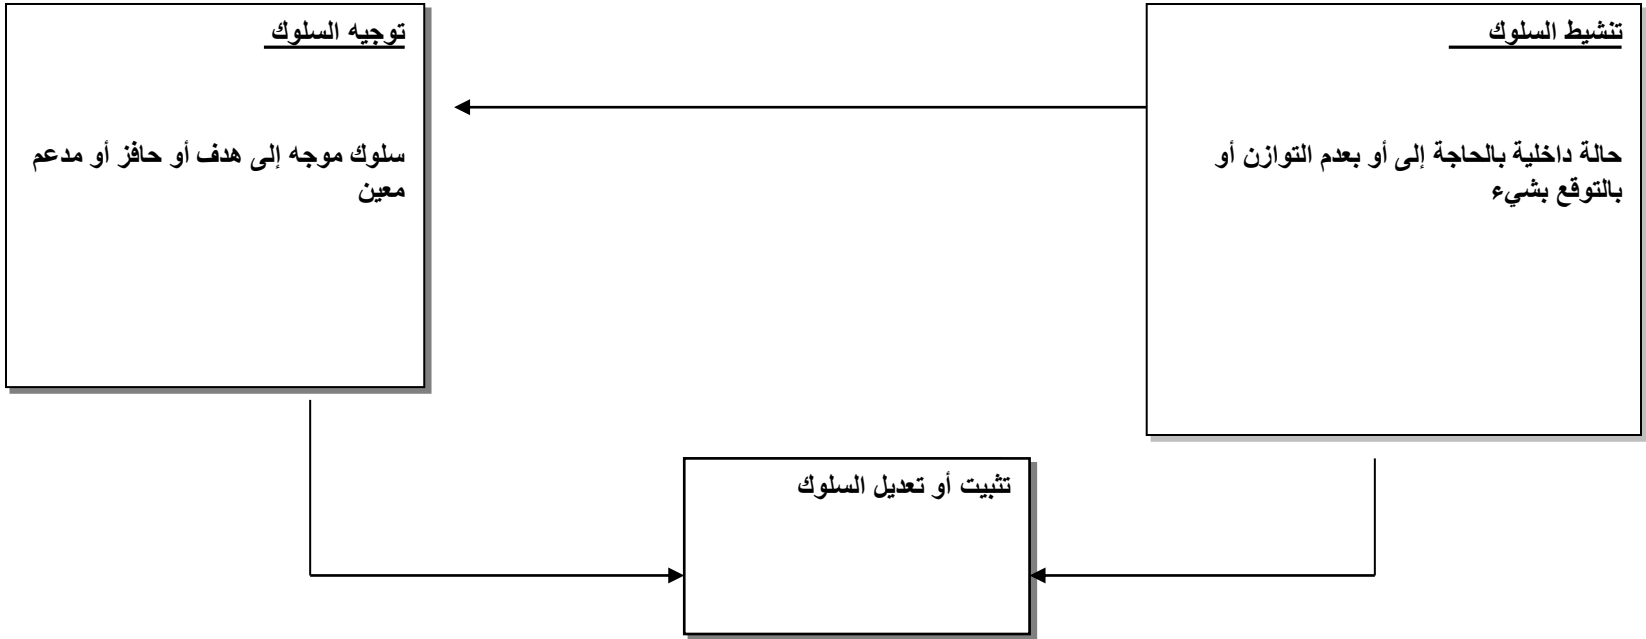 تنشيط السلوك
حالة داخلية بالحاجة إلى أو بعدم التوازن أو
بالتوقع بشيء
توجيه السلوك
سلوك موجه إلى هدف أو حافز أو مدعم
معين
تثبيت أو تعديل السلوك